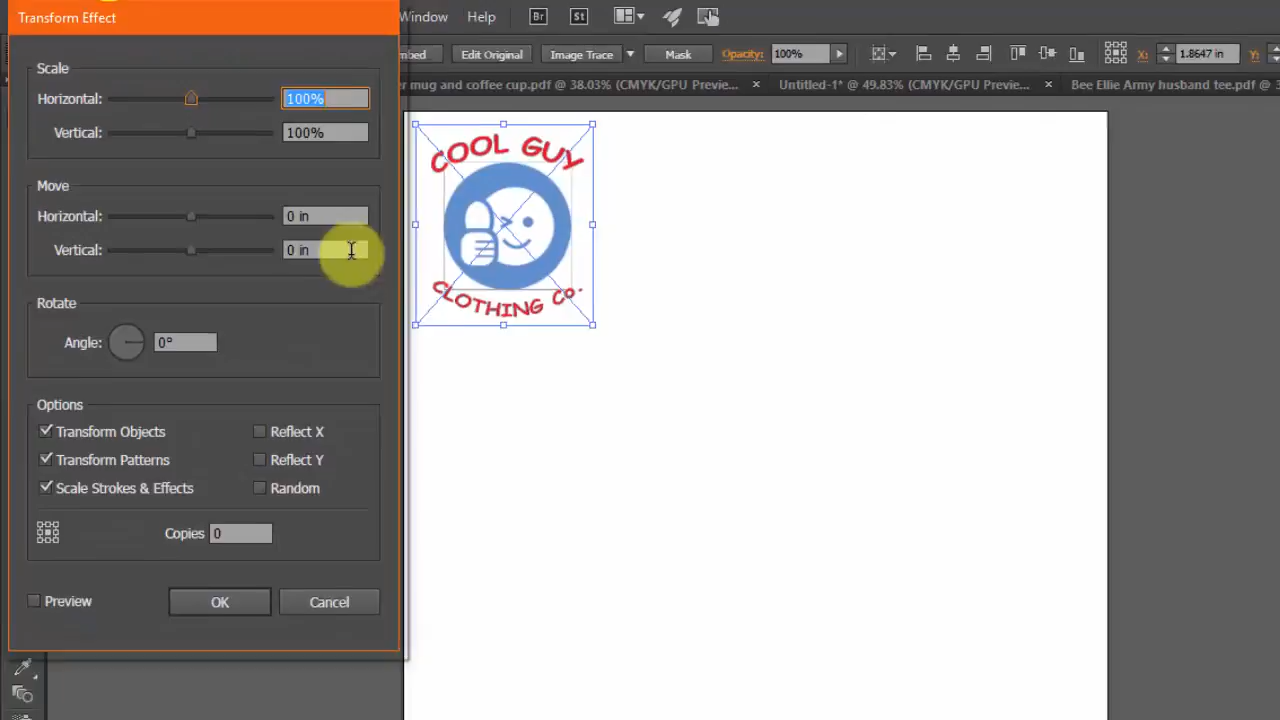 Transform Effect
Window Help Br St
Scale
Horizontal: 100%
Vertical: 100%
Move
Horizontal: 0 in
Vertical: 0 in
Rotate
Angle: 0°
Options
Transform Objects Reflect X
Transform Patterns Reflect Y
Scale Strokes & Effects Random
Copies 0
Preview OK Cancel
Edit Original Image Trace Mask Opacity: 100% X: 1.8647 in Y:
mug and coffee cup.pdf @ 38.03% (CMYK/GPU Previe... × Untitled-1* @ 49.83% (CMYK/GPU Previe... × Bee Ellie Army husband tee.pdf @
COOL GUY
CLOTHING Co.